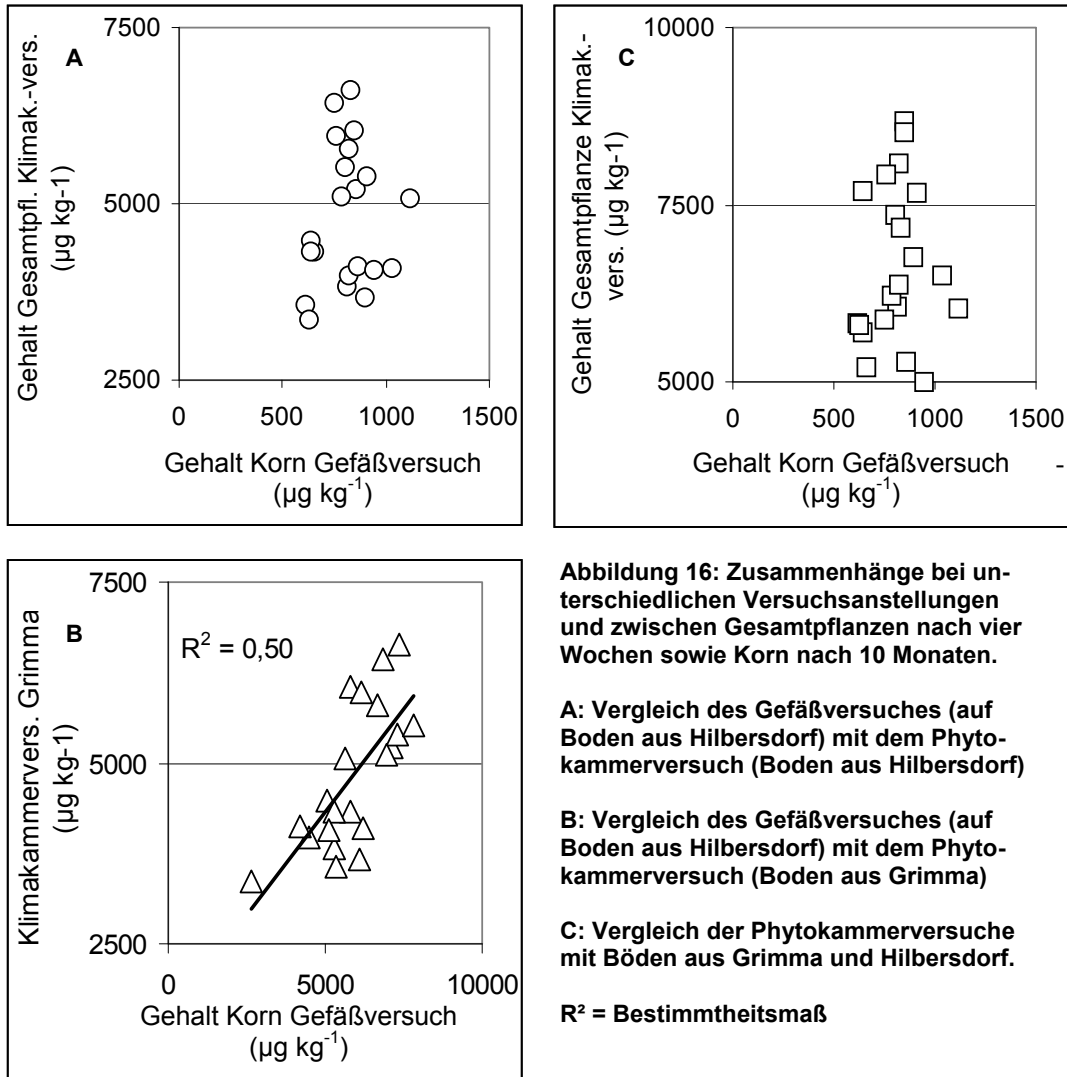 A
Gehalt Gesamtpfl. Klimak.-vers.
(µg kg-1)
7500
5000
2500
0 500 1000 1500
Gehalt Korn Gefäßversuch
(µg kg⁻¹)
C
Gehalt Gesamtpflanze Klimak.-
vers. (µg kg-1)
10000
7500
5000
0 500 1000 1500
Gehalt Korn Gefäßversuch -
(µg kg⁻¹)
B
R² = 0,50
Klimakammervers. Grimma
(µg kg-1)
7500
5000
2500
0 5000 10000
Gehalt Korn Gefäßversuch
(µg kg⁻¹)
Abbildung 16: Zusammenhänge bei un-
terschiedlichen Versuchsanstellungen
und zwischen Gesamtpflanzen nach vier
Wochen sowie Korn nach 10 Monaten.
A: Vergleich des Gefäßversuches (auf
Boden aus Hilbersdorf) mit dem Phyto-
kammerversuch (Boden aus Hilbersdorf)
B: Vergleich des Gefäßversuches (auf
Boden aus Hilbersdorf) mit dem Phyto-
kammerversuch (Boden aus Grimma)
C: Vergleich der Phytokammerversuche
mit Böden aus Grimma und Hilbersdorf.
R² = Bestimmtheitsmaß